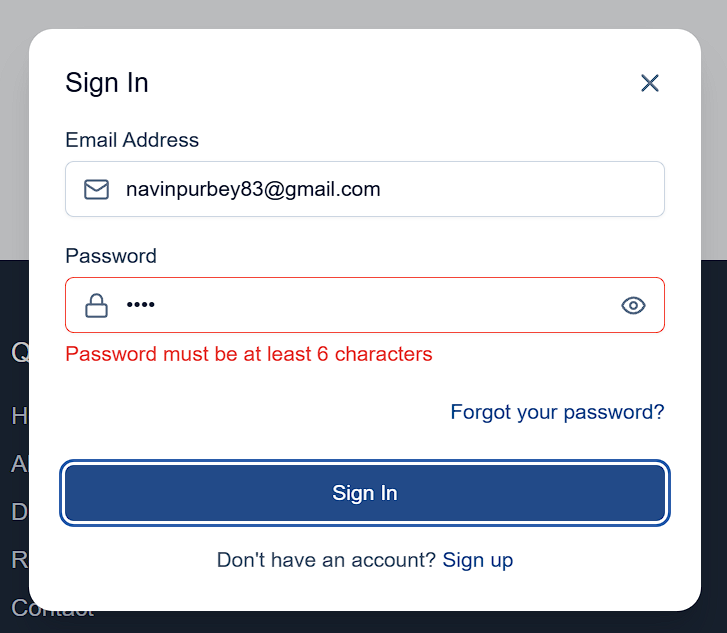 Sign In
Email Address
navinpurbey83@gmail.com
Password
••••
Password must be at least 6 characters
Forgot your password?
Sign In
Don't have an account? Sign up
Contact